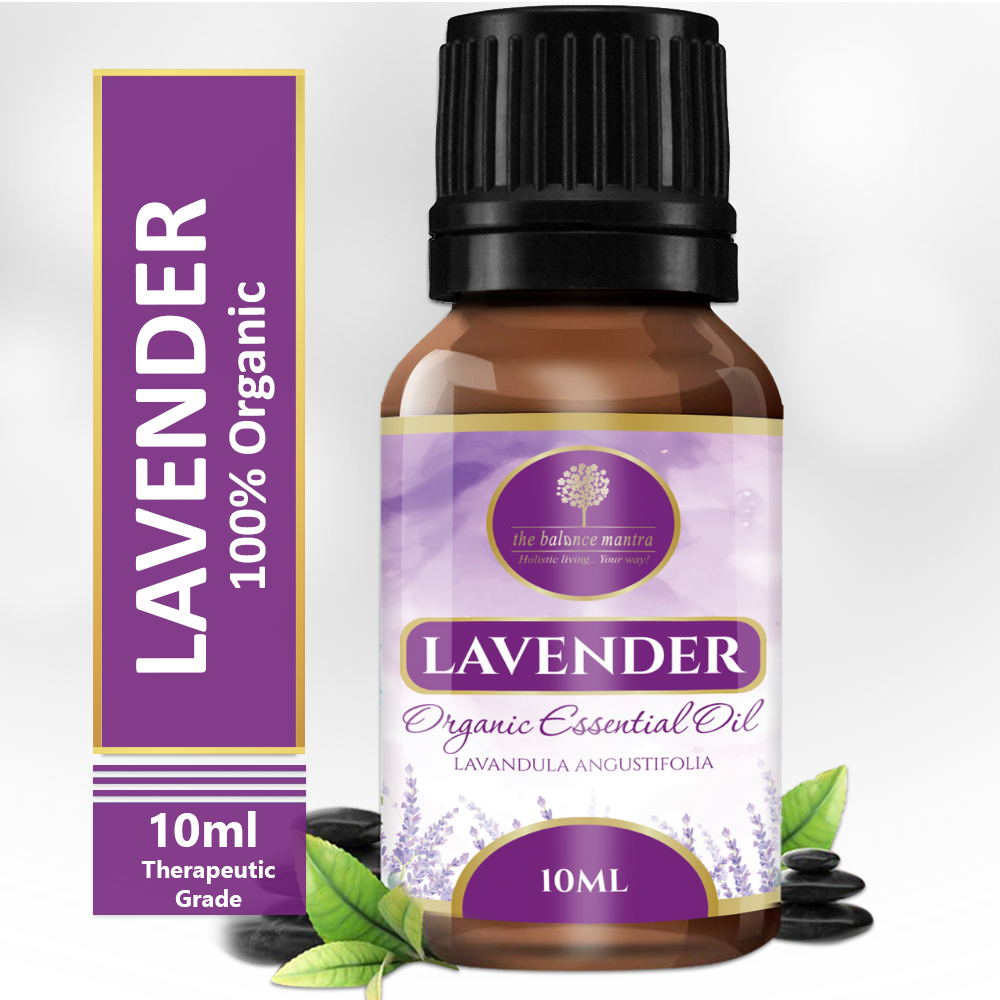 LAVENDER
100% Organic
10ml
Therapeutic
Grade
the balance mantra
Holistic living.. Your way!
LAVENDER
Organic Essential Oil
LAVANDULA ANGUSTIFOLIA
10ML